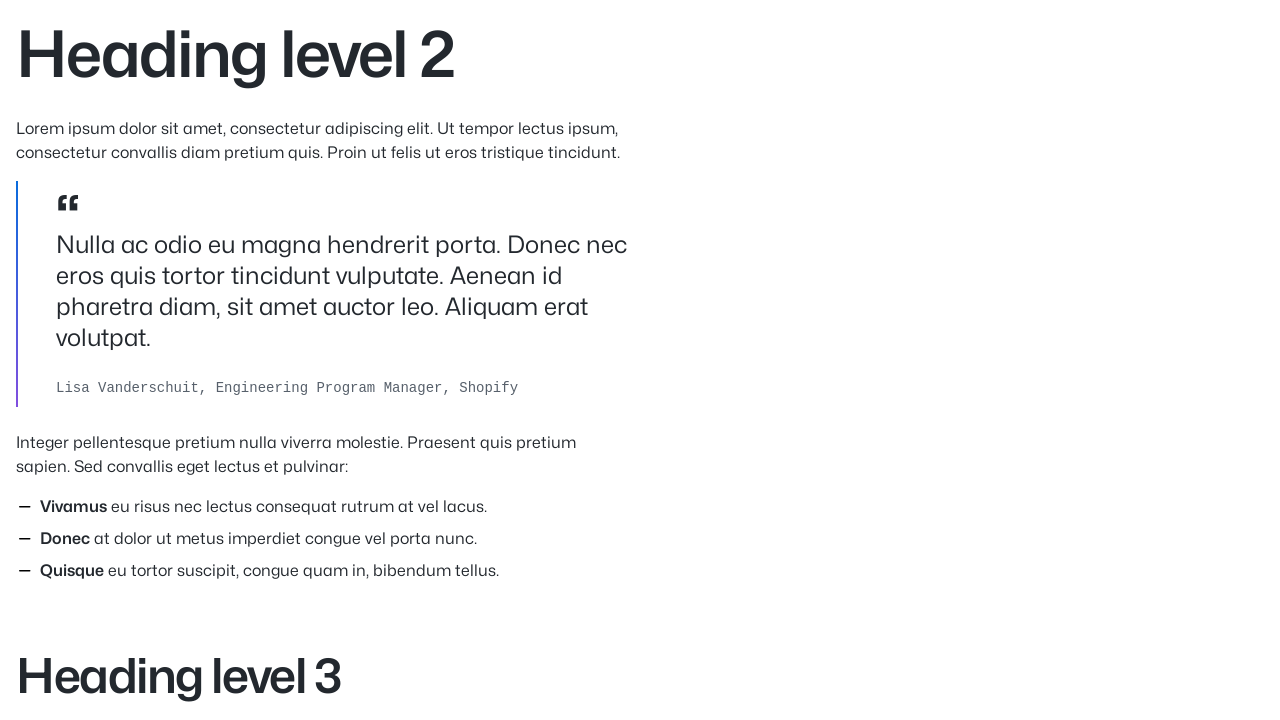 Heading level 2
Lorem ipsum dolor sit amet, consectetur adipiscing elit. Ut tempor lectus ipsum,
consectetur convallis diam pretium quis. Proin ut felis ut eros tristique tincidunt.
“
Nulla ac odio eu magna hendrerit porta. Donec nec
eros quis tortor tincidunt vulputate. Aenean id
pharetra diam, sit amet auctor leo. Aliquam erat
volutpat.
Lisa Vanderschuit, Engineering Program Manager, Shopify
Integer pellentesque pretium nulla viverra molestie. Praesent quis pretium
sapien. Sed convallis eget lectus et pulvinar:
— Vivamus eu risus nec lectus consequat rutrum at vel lacus.
— Donec at dolor ut metus imperdiet congue vel porta nunc.
— Quisque eu tortor suscipit, congue quam in, bibendum tellus.
Heading level 3